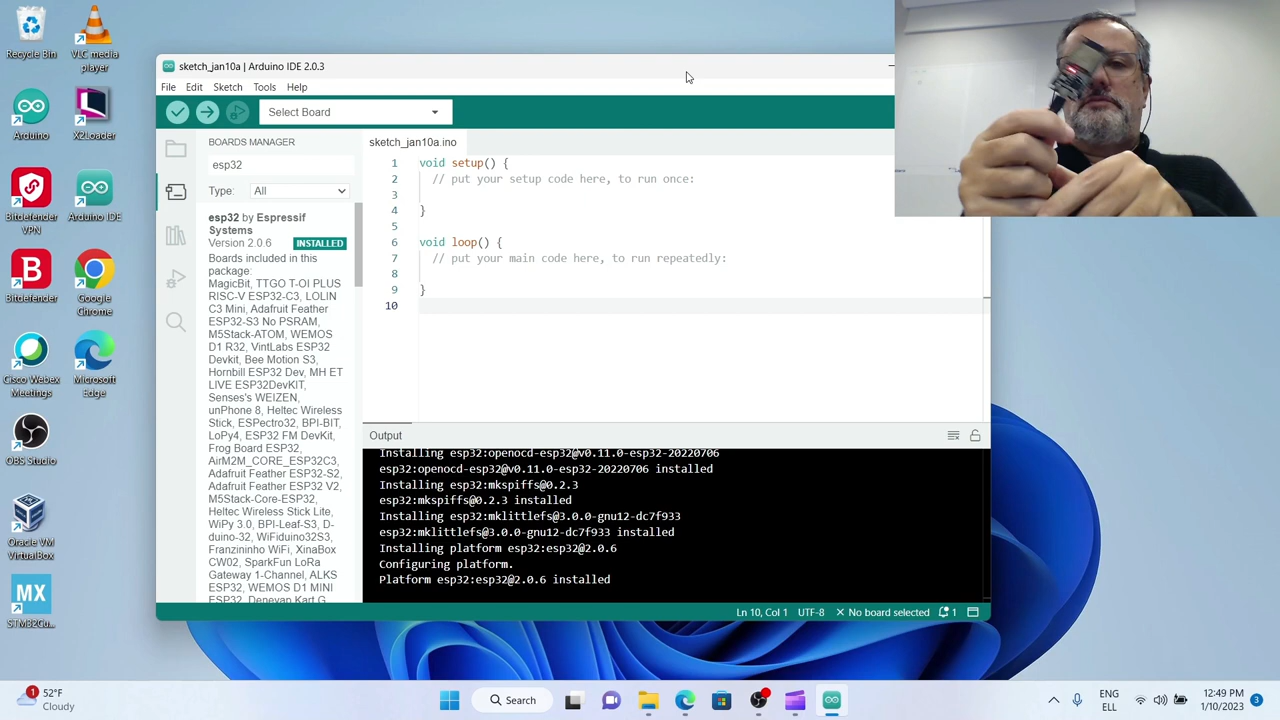 Recycle Bin
VLC media
player
Arduino
X2Loader
Bitdefender
VPN
Arduino IDE
Bitdefender
Google
Chrome
Cisco Webex
Meetings
Microsoft
Edge
OBS Studio
Oracle VM
VirtualBox
MX
STM32Cu...
sketch_jan10a | Arduino IDE 2.0.3
File Edit Sketch Tools Help
Select Board
BOARDS MANAGER
esp32
Type: All
esp32 by Espressif
Systems
Version 2.0.6 INSTALLED
Boards included in this
package:
MagicBit, TTGO T-OI PLUS
RISC-V ESP32-C3, LOLIN
C3 Mini, Adafruit Feather
ESP32-S3 No PSRAM,
M5Stack-ATOM, WEMOS
D1 R32, VintLabs ESP32
Devkit, Bee Motion S3,
Hornbill ESP32 Dev, MH ET
LIVE ESP32DevKIT,
Senses's WEIZEN,
unPhone 8, Heltec Wireless
Stick, ESPectro32, BPI-BIT,
LoPy4, ESP32 FM DevKit,
Frog Board ESP32,
AirM2M_CORE_ESP32C3,
Adafruit Feather ESP32-S2,
Adafruit Feather ESP32 V2,
M5Stack-Core-ESP32,
Heltec Wireless Stick Lite,
WiPy 3.0, BPI-Leaf-S3, D-
duino-32, WiFiduino32S3,
Franzininho WiFi, XinaBox
CW02, SparkFun LoRa
Gateway 1-Channel, ALKS
ESP32, WEMOS D1 MINI
ESP32, Deneyap Kart G
sketch_jan10a.ino
1 void setup() {
2 // put your setup code here, to run once:
3
4 }
5
6 void loop() {
7 // put your main code here, to run repeatedly:
8
9 }
10
Output
Installing esp32:openocd-esp32@v0.11.0-esp32-20220706
esp32:openocd-esp32@v0.11.0-esp32-20220706 installed
Installing esp32:mkspiffs@0.2.3
esp32:mkspiffs@0.2.3 installed
Installing esp32:mklittlefs@3.0.0-gnu12-dc7f933
esp32:mklittlefs@3.0.0-gnu12-dc7f933 installed
Installing platform esp32:esp32@2.0.6
Configuring platform.
Platform esp32:esp32@2.0.6 installed
Ln 10, Col 1 UTF-8 No board selected 1
1
52°F
Cloudy
Search
ENG
ELL
12:49 PM
1/10/2023
3